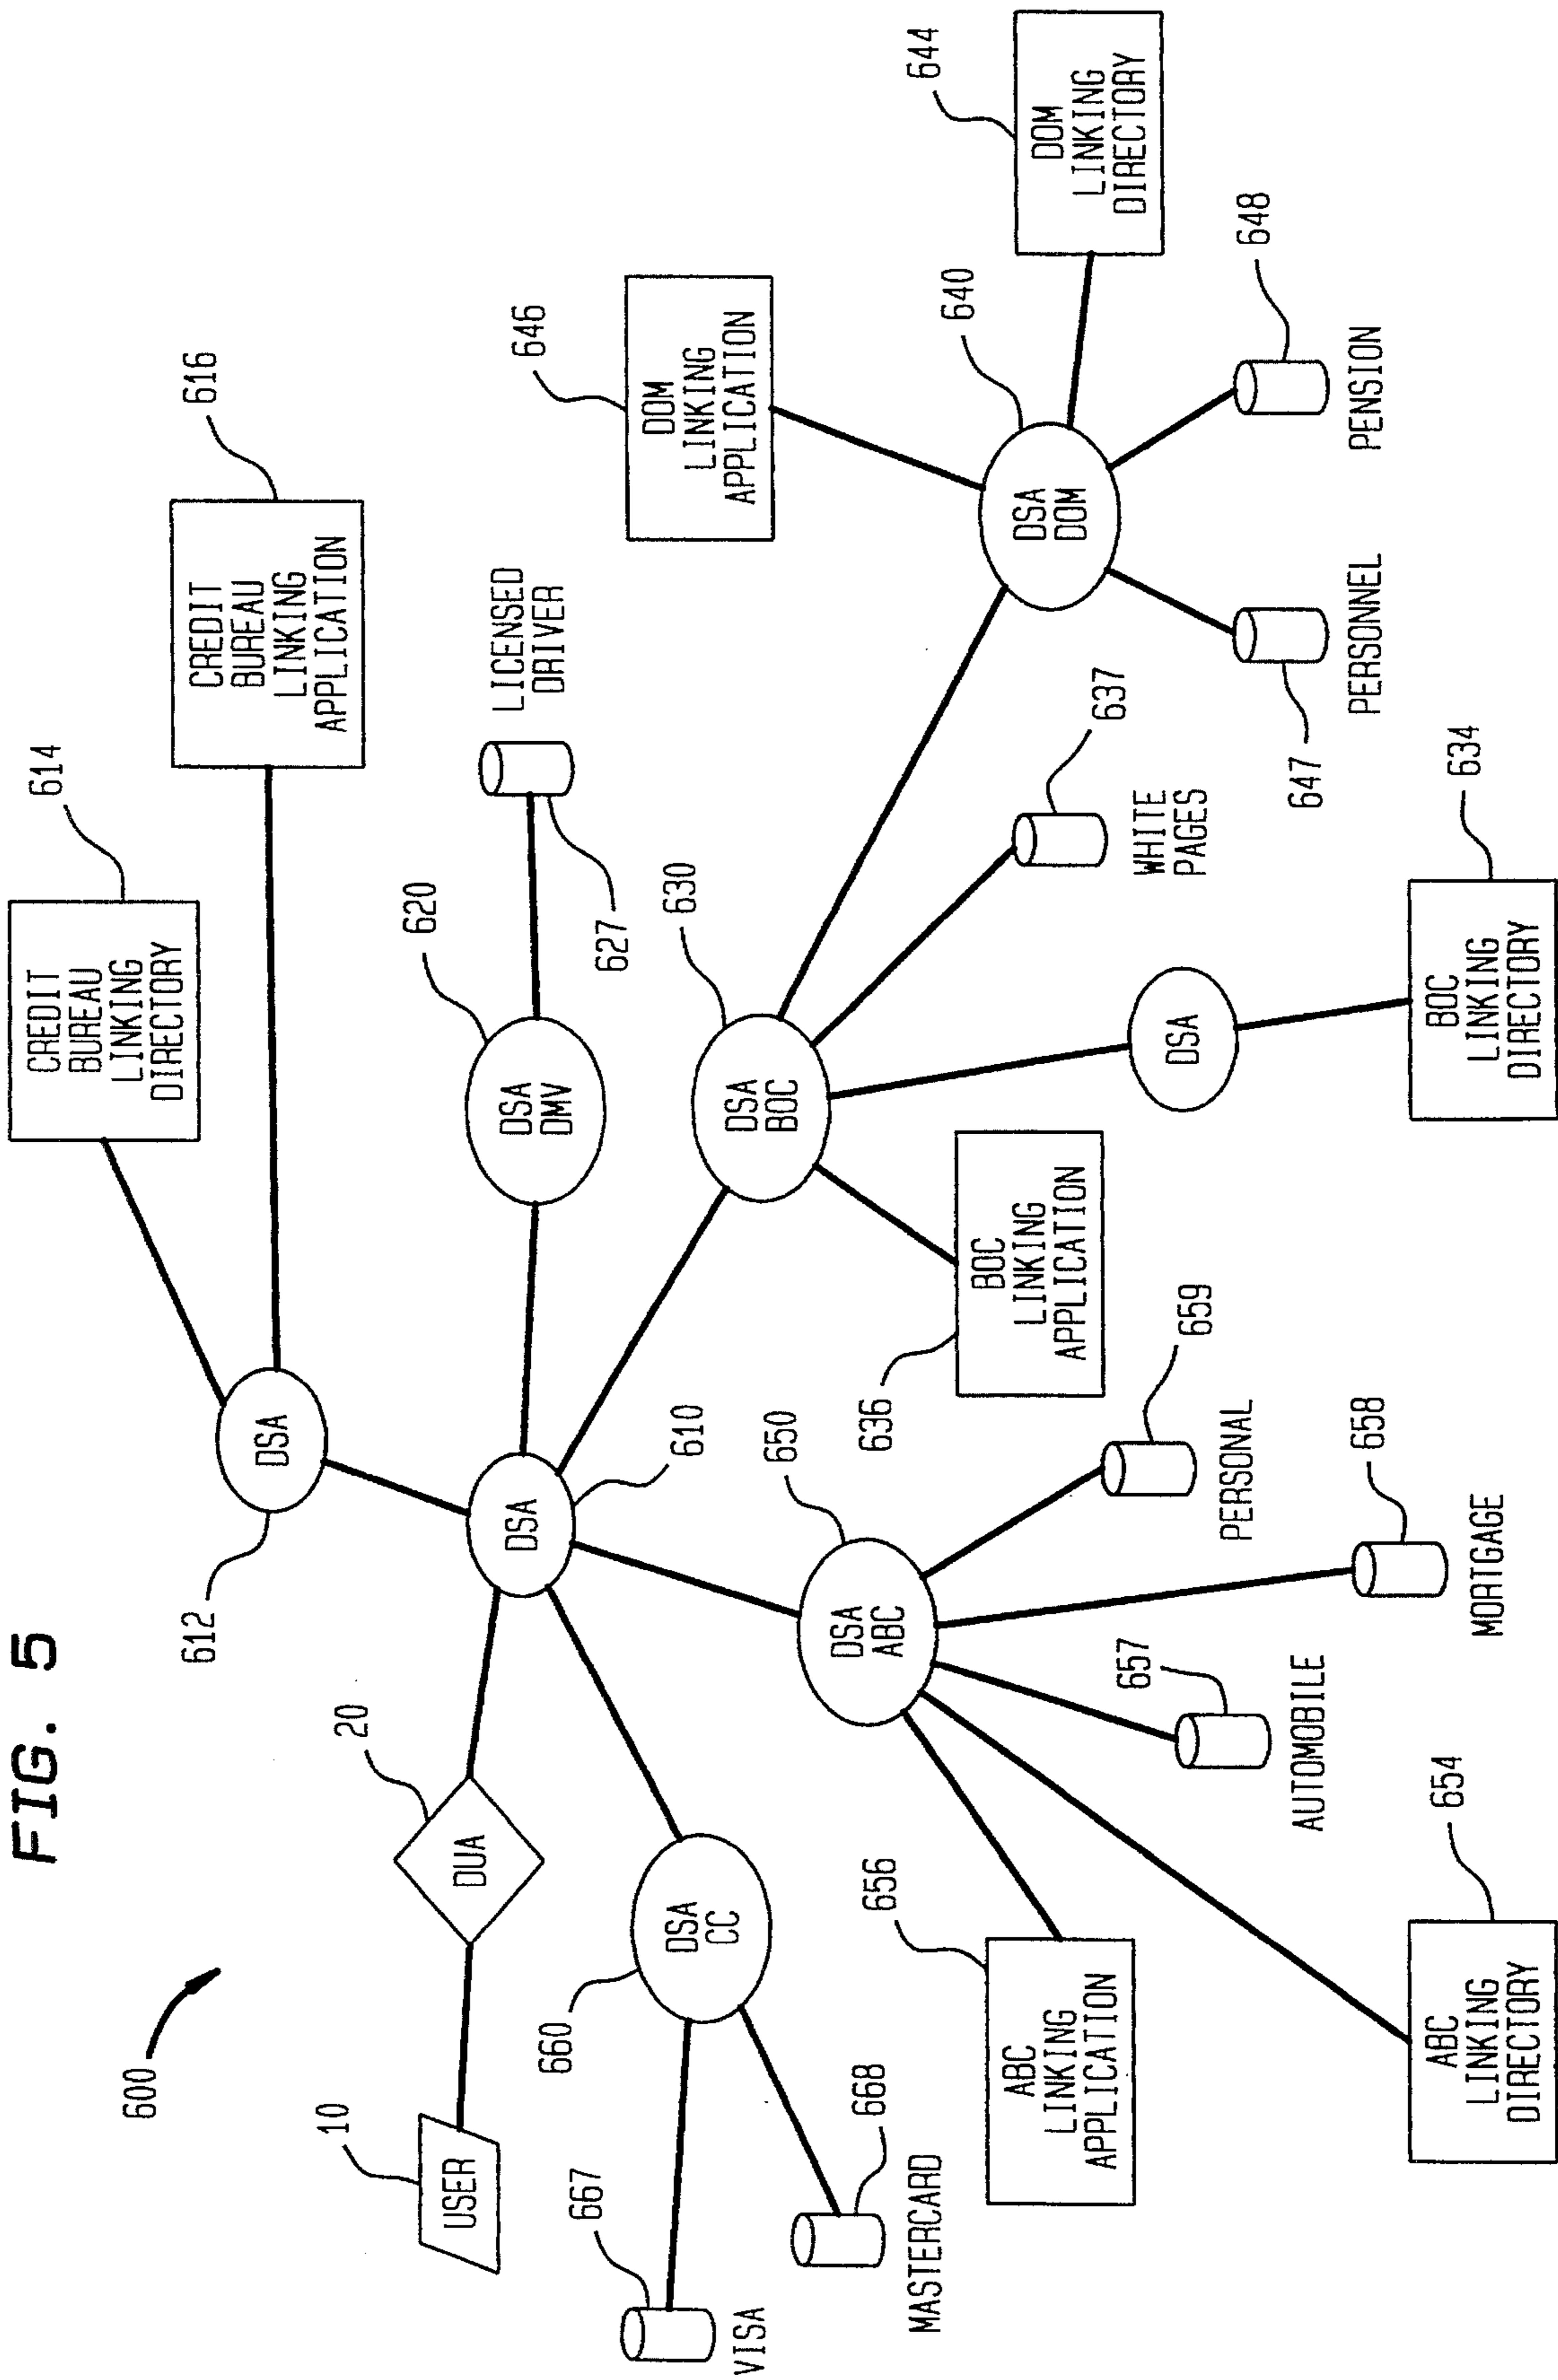 FIG. 5
600
USER
10
DUA
20
DSA
610
DSA
612
CREDIT
BUREAU
LINKING
DIRECTORY
614
CREDIT
BUREAU
LINKING
APPLICATION
616
DSA
DMV
620
627
LICENSED
DRIVER
DSA
BOC
630
BOC
LINKING
APPLICATION
636
WHITE
PAGES
637
DSA
BOC
LINKING
DIRECTORY
634
DSA
DOM
640
DOM
LINKING
APPLICATION
646
DOM
LINKING
DIRECTORY
644
PERSONNEL
647
PENSION
648
DSA
ABC
650
PERSONAL
659
MORTGAGE
658
AUTOMOBILE
657
ABC
LINKING
APPLICATION
656
ABC
LINKING
DIRECTORY
654
DSA
CC
660
VISA
667
MASTERCARD
668